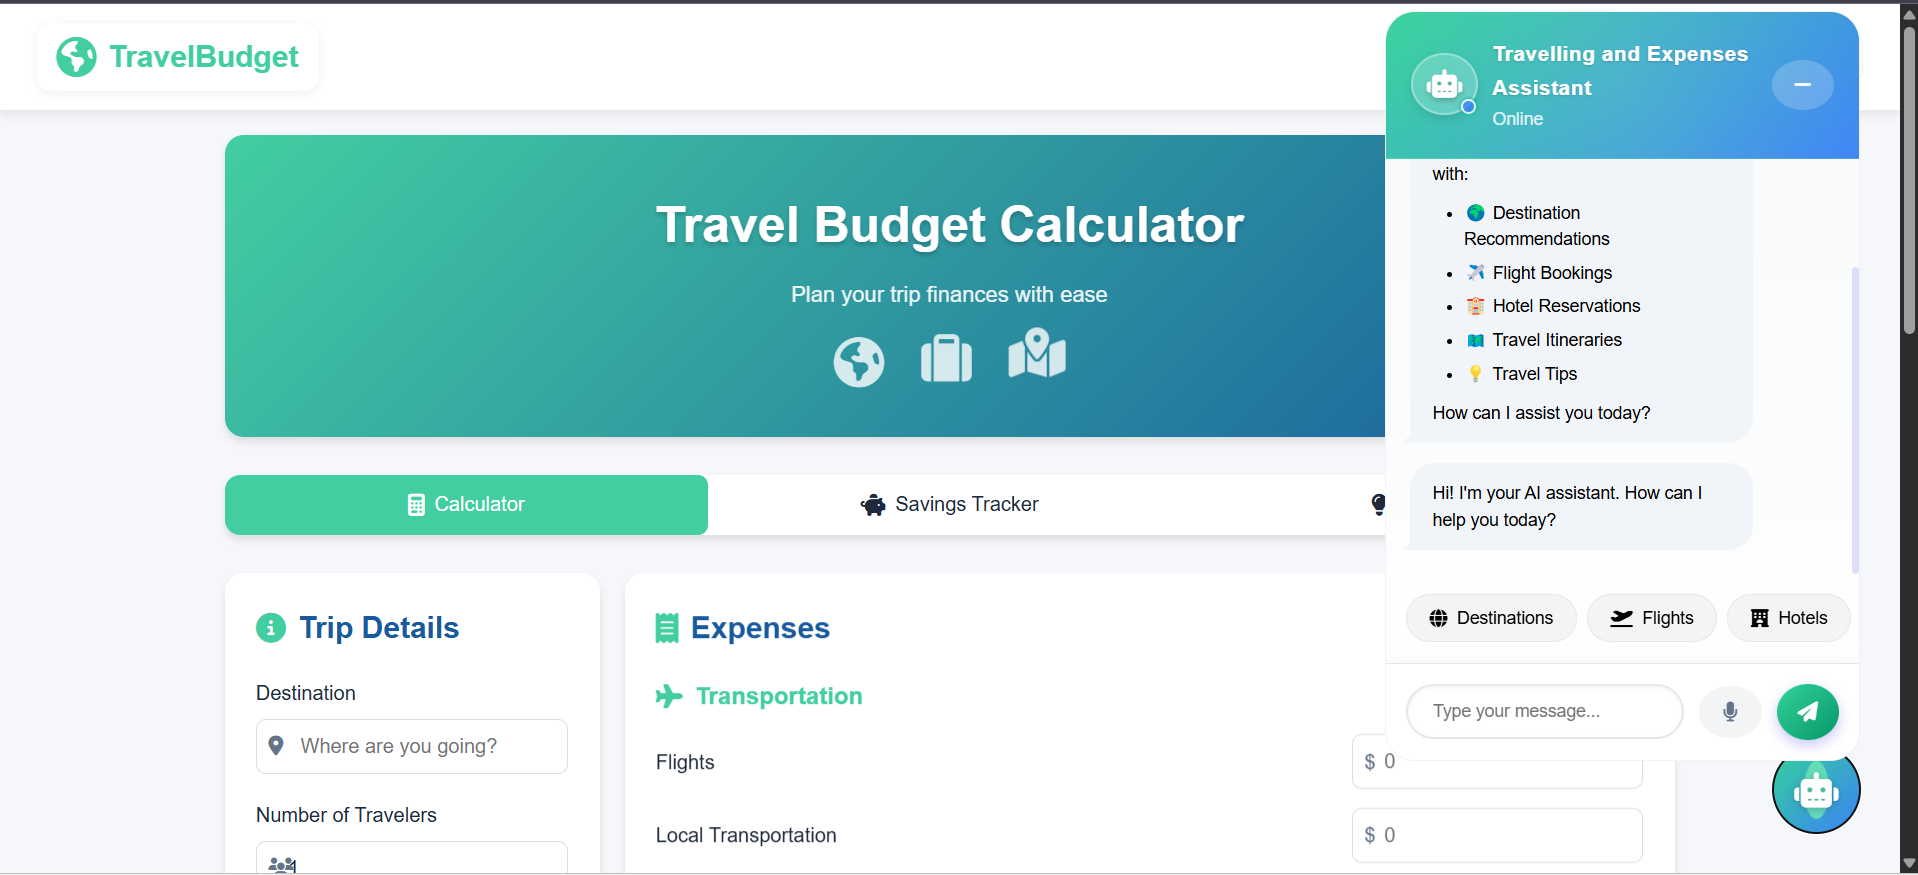 TravelBudget
Travel Budget Calculator
Plan your trip finances with ease
Calculator
Savings Tracker
Trip Details
Destination
Where are you going?
Number of Travelers
1
Expenses
Transportation
Flights
$ 0
Local Transportation
$ 0
Travelling and Expenses
Assistant
Online
with:
• 🌍 Destination
Recommendations
• ✈️ Flight Bookings
• 🏨 Hotel Reservations
• 🗺️ Travel Itineraries
• 💡 Travel Tips
How can I assist you today?
Hi! I'm your AI assistant. How can I
help you today?
Destinations
Flights
Hotels
Type your message...